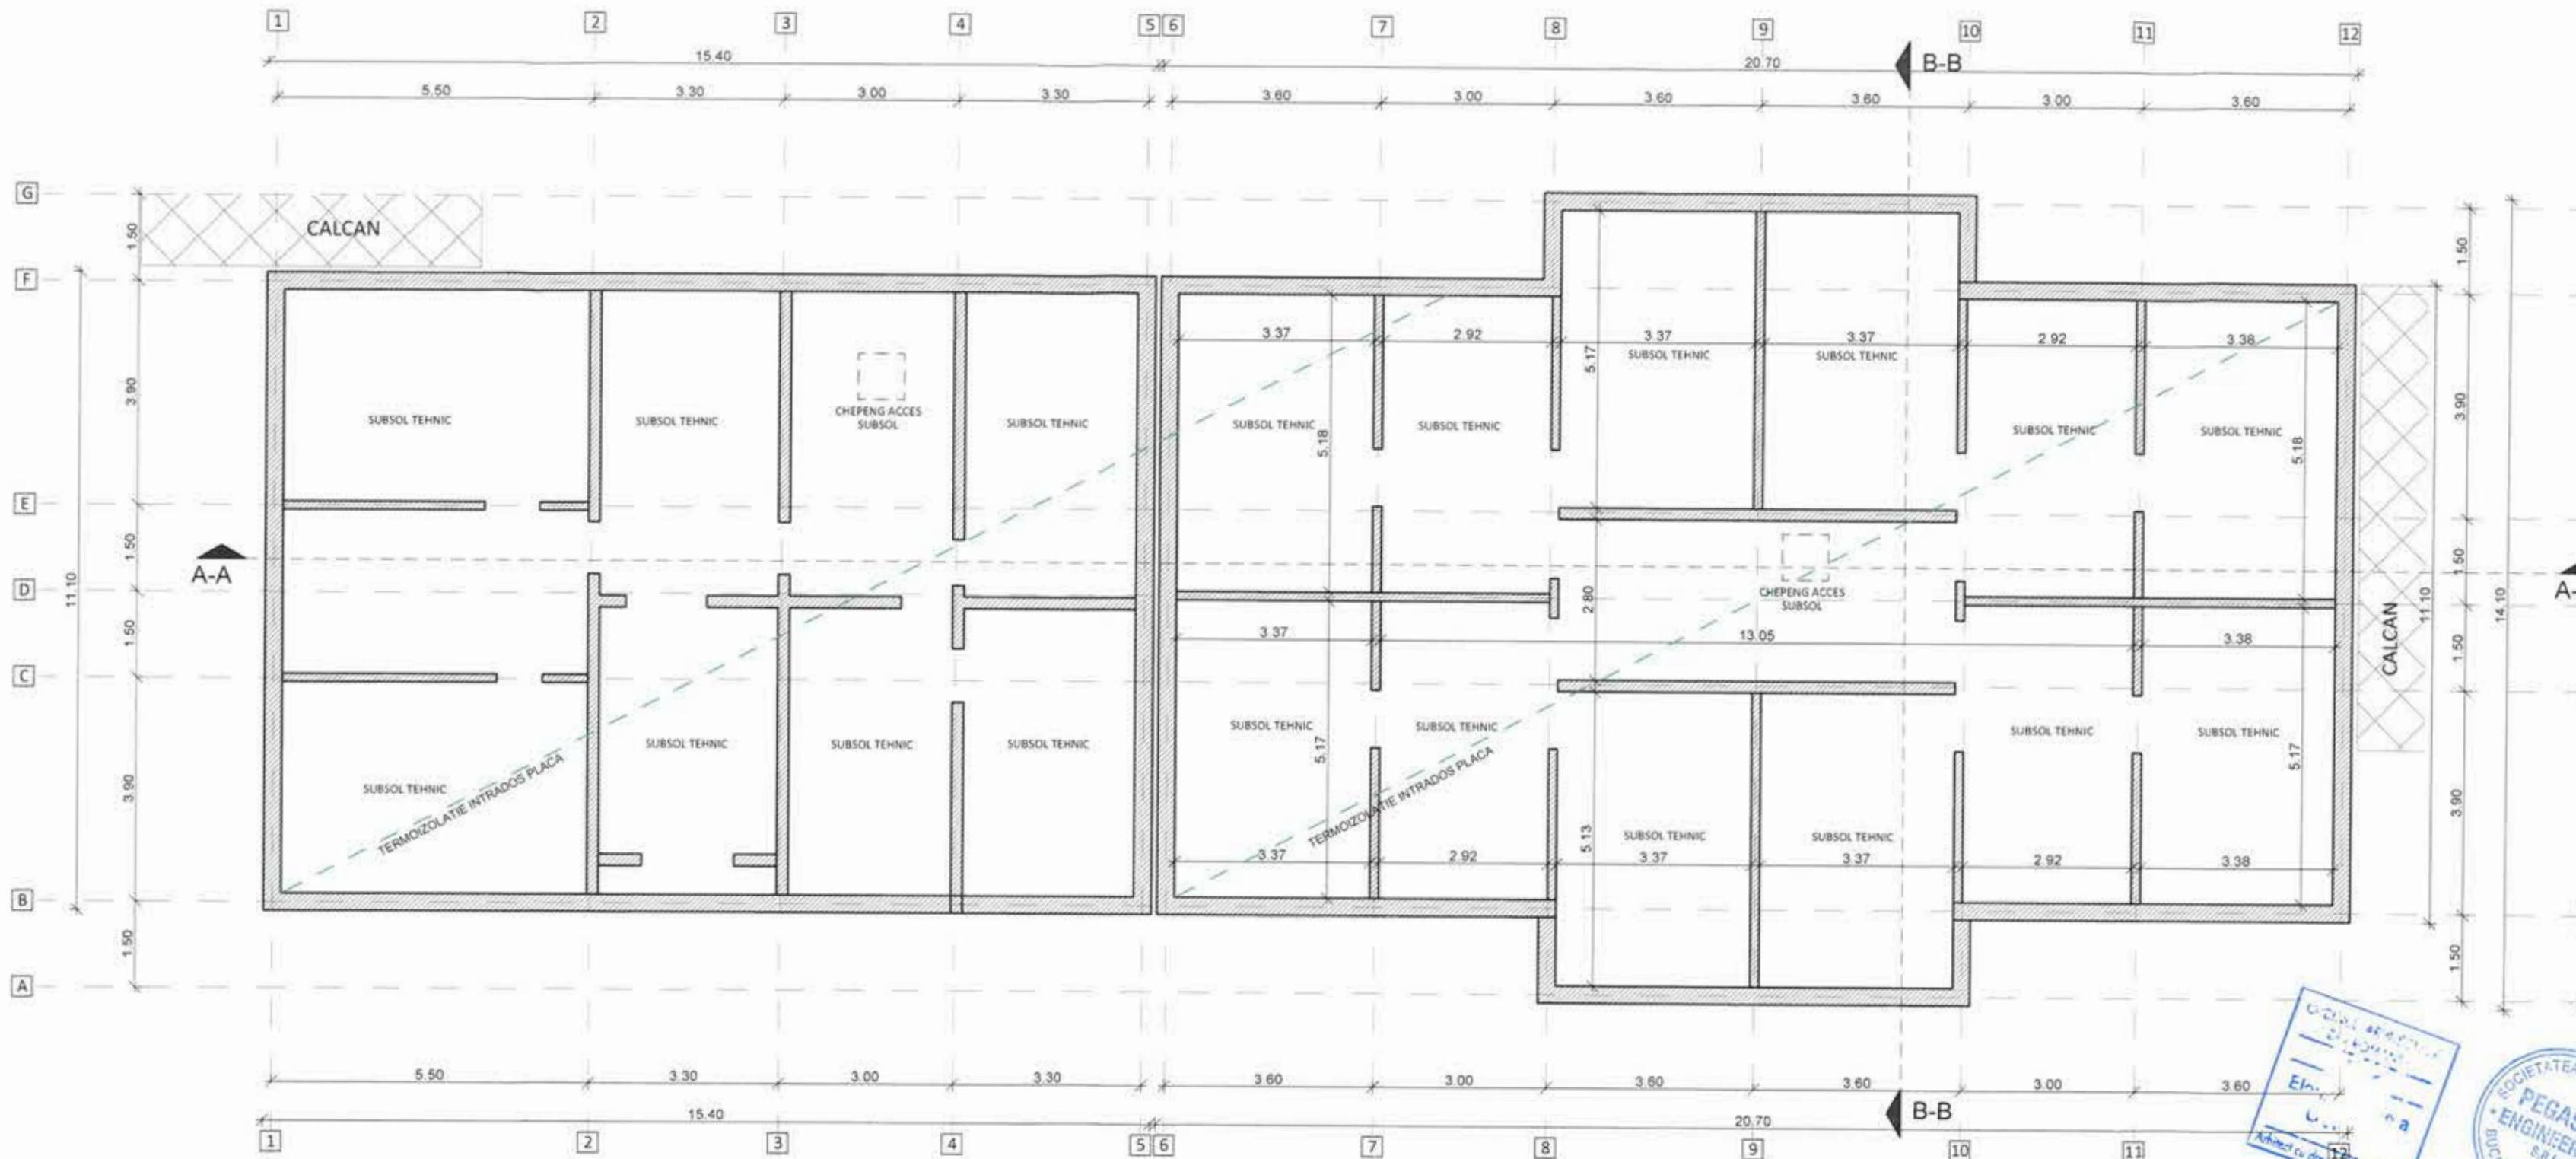 1 2 3 4 5 6 7 8 9 10 11 12
15.40 20.70
B-B
5.50 3.30 3.00 3.30 3.60 3.00 3.60 3.60 3.00 3.60
G
CALCAN
1.50 1.50
F
3.37 2.92 3.37 3.37 2.92 3.38
SUBSOL TEHNIC SUBSOL TEHNIC
5.17
3.90 3.90
CHEPENG ACCES
SUBSOL
SUBSOL TEHNIC SUBSOL TEHNIC SUBSOL TEHNIC SUBSOL TEHNIC SUBSOL TEHNIC SUBSOL TEHNIC SUBSOL TEHNIC
5.18 5.18
E
1.50 1.50
A-A A-
D
11.10 2.80 11.10 14.10
CHEPENG ACCES
SUBSOL
3.37 13.05 3.38
1.50 1.50
CALCAN
C
SUBSOL TEHNIC SUBSOL TEHNIC SUBSOL TEHNIC SUBSOL TEHNIC
SUBSOL TEHNIC SUBSOL TEHNIC SUBSOL TEHNIC
5.17 5.17
SUBSOL TEHNIC
TERMOIZOLATIE INTRADOS PLACA TERMOIZOLATIE INTRADOS PLACA
3.90 3.90
5.13
SUBSOL TEHNIC SUBSOL TEHNIC
3.37 2.92 3.37 3.37 2.92 3.38
B
1.50 1.50
A
5.50 3.30 3.00 3.30 3.60 3.00 3.60 3.60 3.00 3.60
15.40 20.70
B-B
1 2 3 4 5 6 7 8 9 10 11 12
SOCIETATEA
PEGAS
ENGINEE